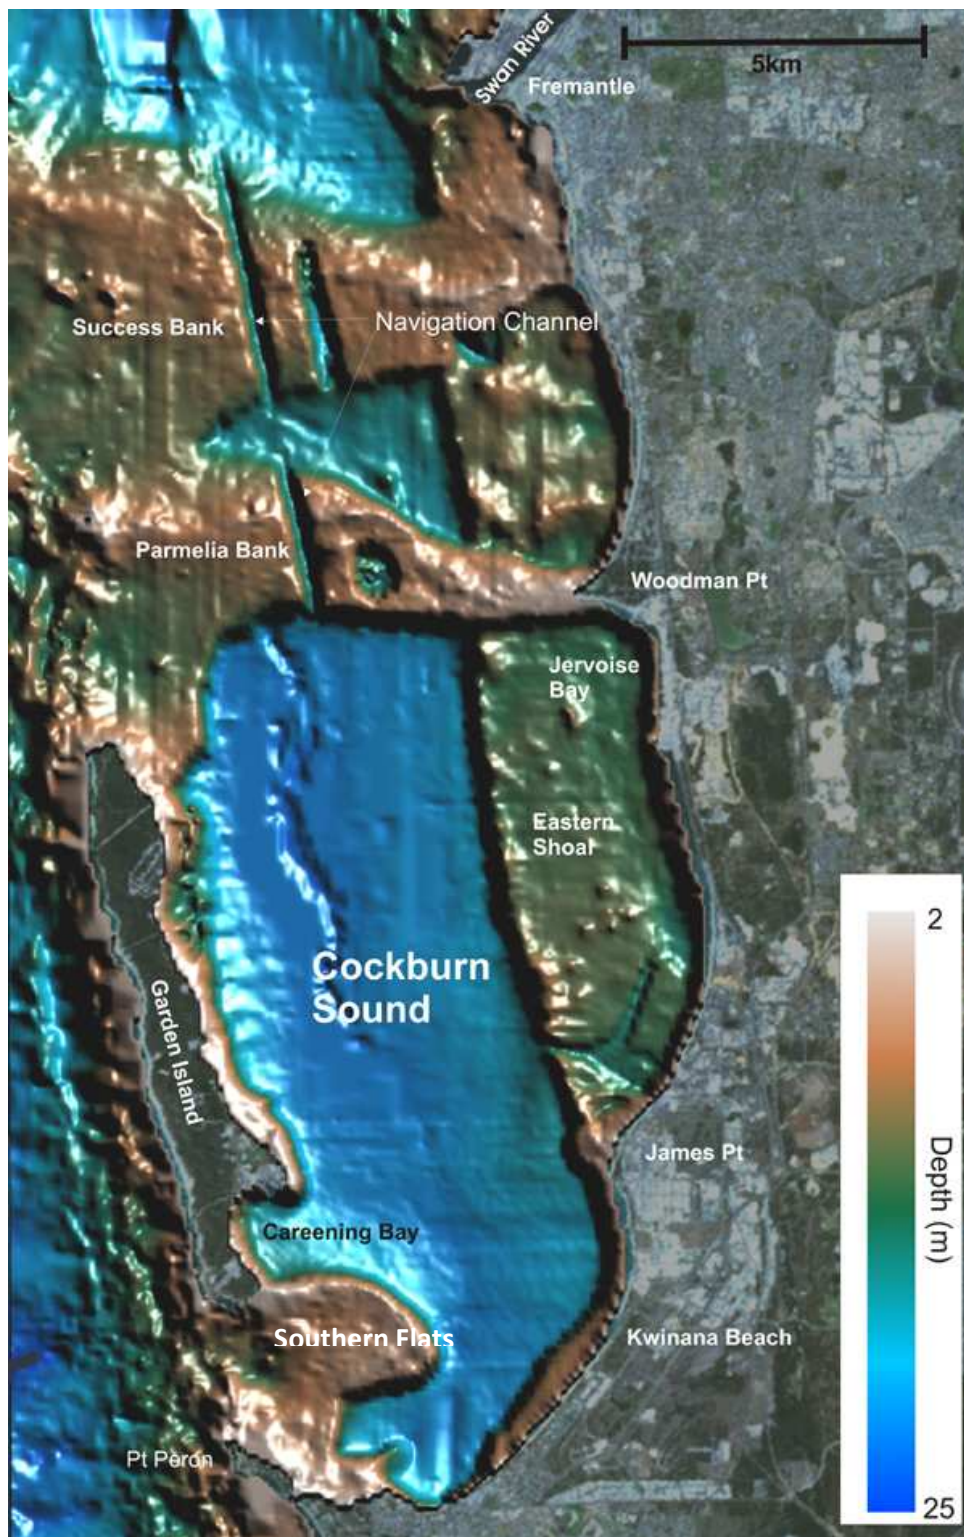 Swan River
5km
Fremantle
Success Bank
Navigation Channel
Parmelia Bank
Woodman Pt
Jervoise
Bay
Eastern
Shoal
Cockburn
Sound
Garden Island
James Pt
Careening Bay
Southern Flats
Kwinana Beach
Pt Peron
2
Depth (m)
25